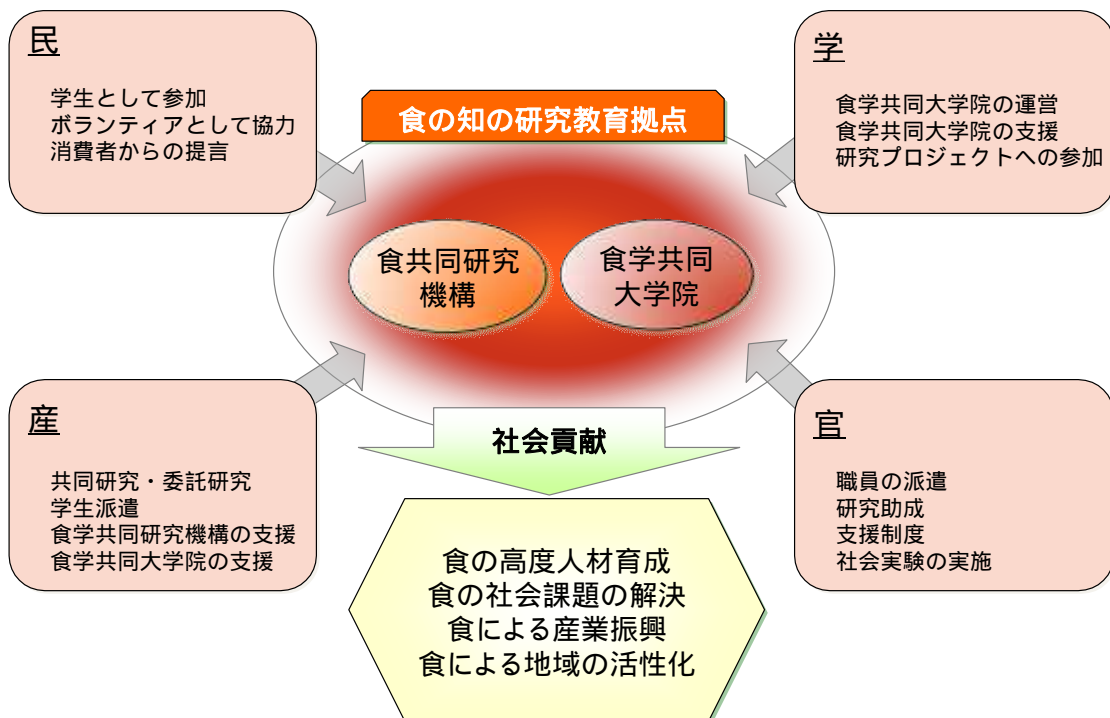 民
学生として参加
ボランティアとして協力
消費者からの提言
学
食学共同大学院の運営
食学共同大学院の支援
研究プロジェクトへの参加
食の知の研究教育拠点
食共同研究
機構
食学共同
大学院
産
共同研究・委託研究
学生派遣
食学共同研究機構の支援
食学共同大学院の支援
官
職員の派遣
研究助成
支援制度
社会実験の実施
社会貢献
食の高度人材育成
食の社会課題の解決
食による産業振興
食による地域の活性化